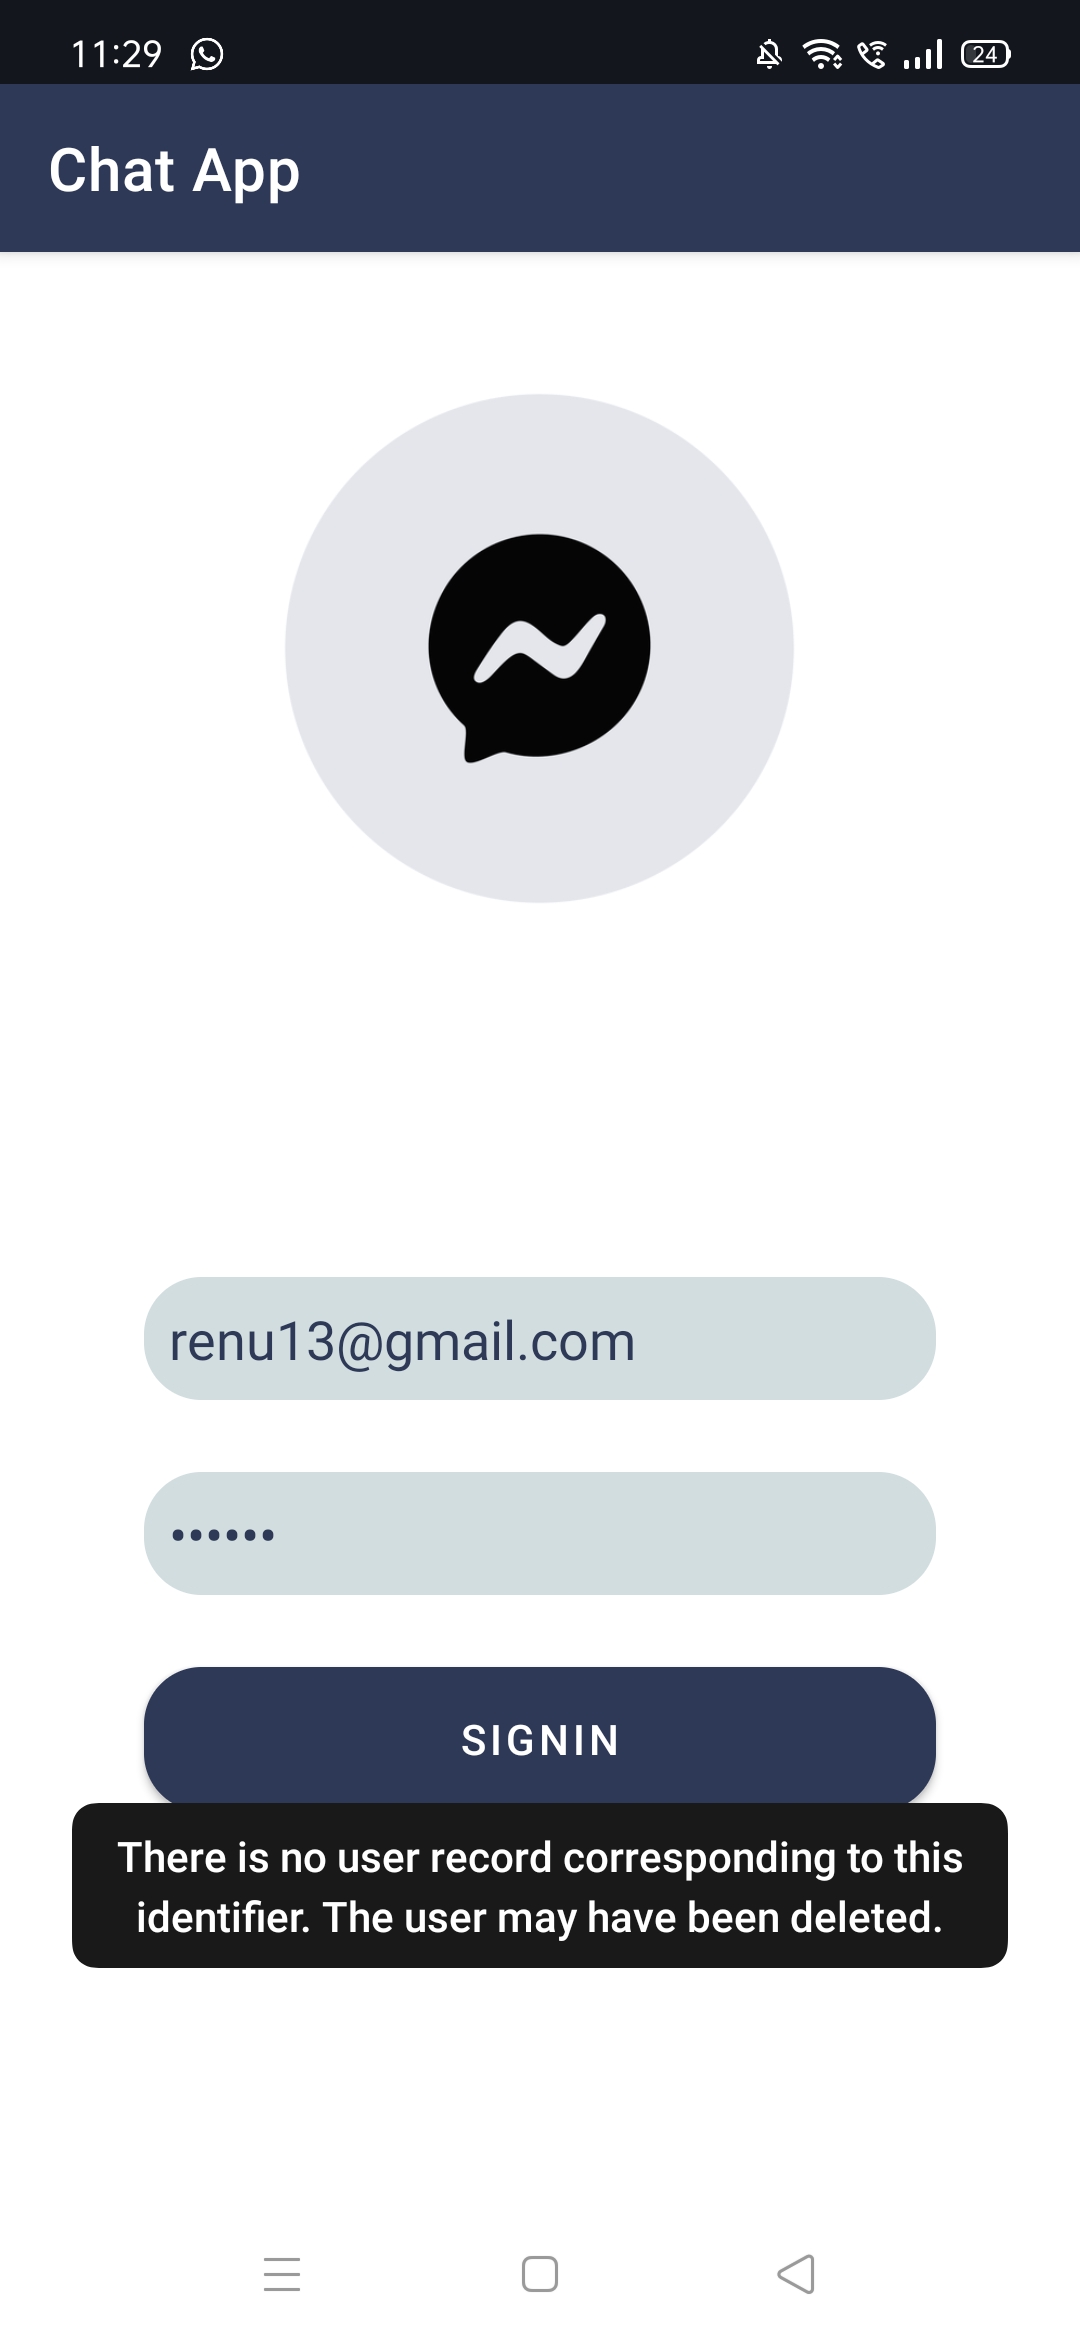 11:29
24
Chat App
renu13@gmail.com
••••••
SIGNIN
There is no user record corresponding to this
identifier. The user may have been deleted.